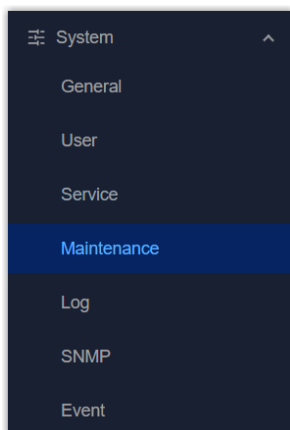 System
General
User
Service
Maintenance
Log
SNMP
Event